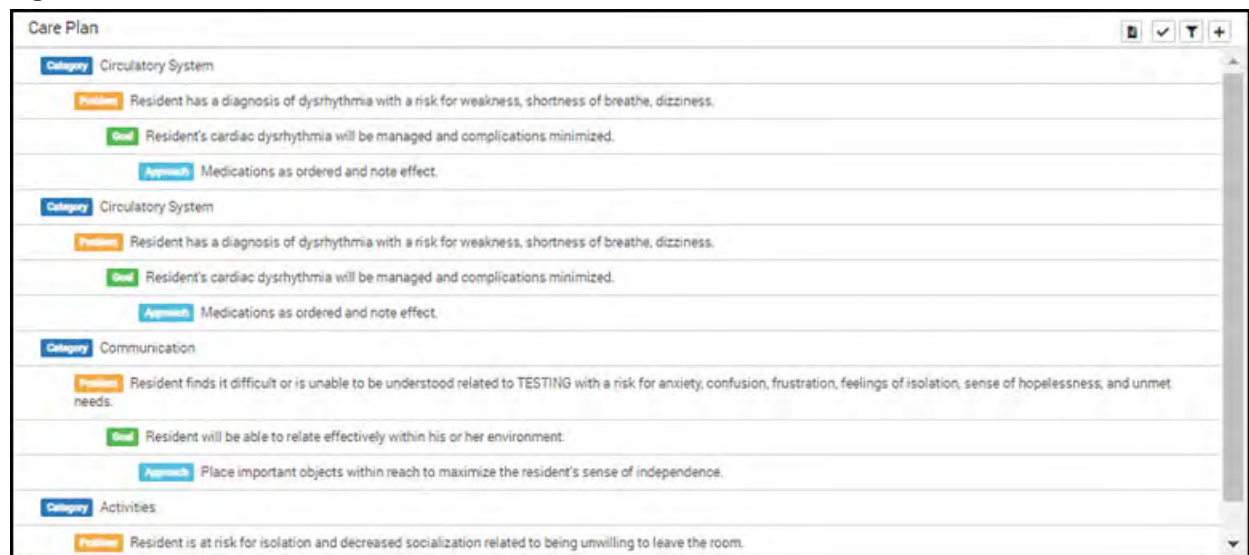 Care Plan
Category Circulatory System
Problem Resident has a diagnosis of dysrhythmia with a risk for weakness, shortness of breathe, dizziness.
Goal Resident's cardiac dysrhythmia will be managed and complications minimized.
Approach Medications as ordered and note effect.
Category Circulatory System
Problem Resident has a diagnosis of dysrhythmia with a risk for weakness, shortness of breathe, dizziness.
Goal Resident's cardiac dysrhythmia will be managed and complications minimized.
Approach Medications as ordered and note effect.
Category Communication
Problem Resident finds it difficult or is unable to be understood related to TESTING with a risk for anxiety, confusion, frustration, feelings of isolation, sense of hopelessness, and unmet
needs.
Goal Resident will be able to relate effectively within his or her environment.
Approach Place important objects within reach to maximize the resident's sense of independence.
Category Activities
Problem Resident is at risk for isolation and decreased socialization related to being unwilling to leave the room.